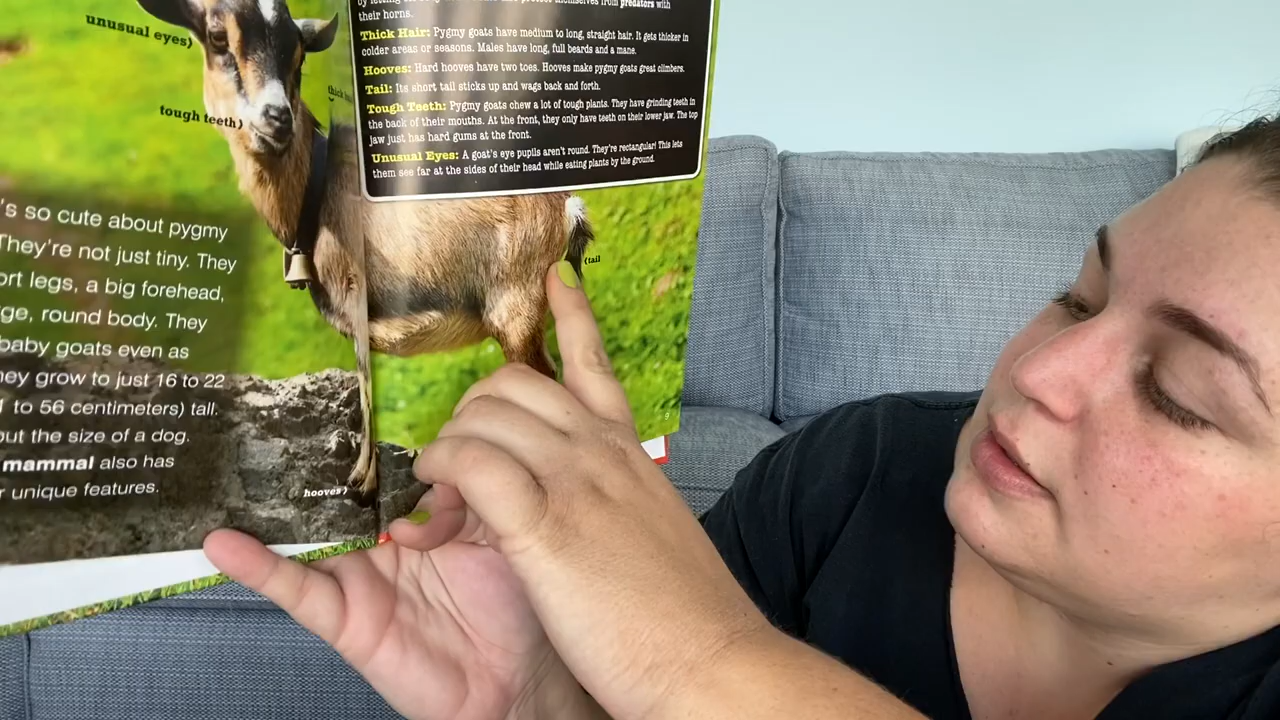 unusual eyes)
tough teeth)
thick
their horns.
predators with
Thick Hair: Pygmy goats have medium to long, straight hair. It gets thicker in
colder areas or seasons. Males have long, full beards and a mane.
Hooves: Hard hooves have two toes. Hooves make pygmy goats great climbers.
Tail: Its short tail sticks up and wags back and forth.
Tough Teeth: Pygmy goats chew a lot of tough plants. They have grinding teeth in
the back of their mouths. At the front, they only have teeth on their lower jaw. The top
jaw just has hard gums at the front.
Unusual Eyes: A goat's eye pupils aren't round. They're rectangular! This lets
them see far at the sides of their head while eating plants by the ground.
(tail
's so cute about pygmy
They're not just tiny. They
ort legs, a big forehead,
ge, round body. They
baby goats even as
ey grow to just 16 to 22
to 56 centimeters) tall.
out the size of a dog.
mammal also has
r unique features.
hooves)
9